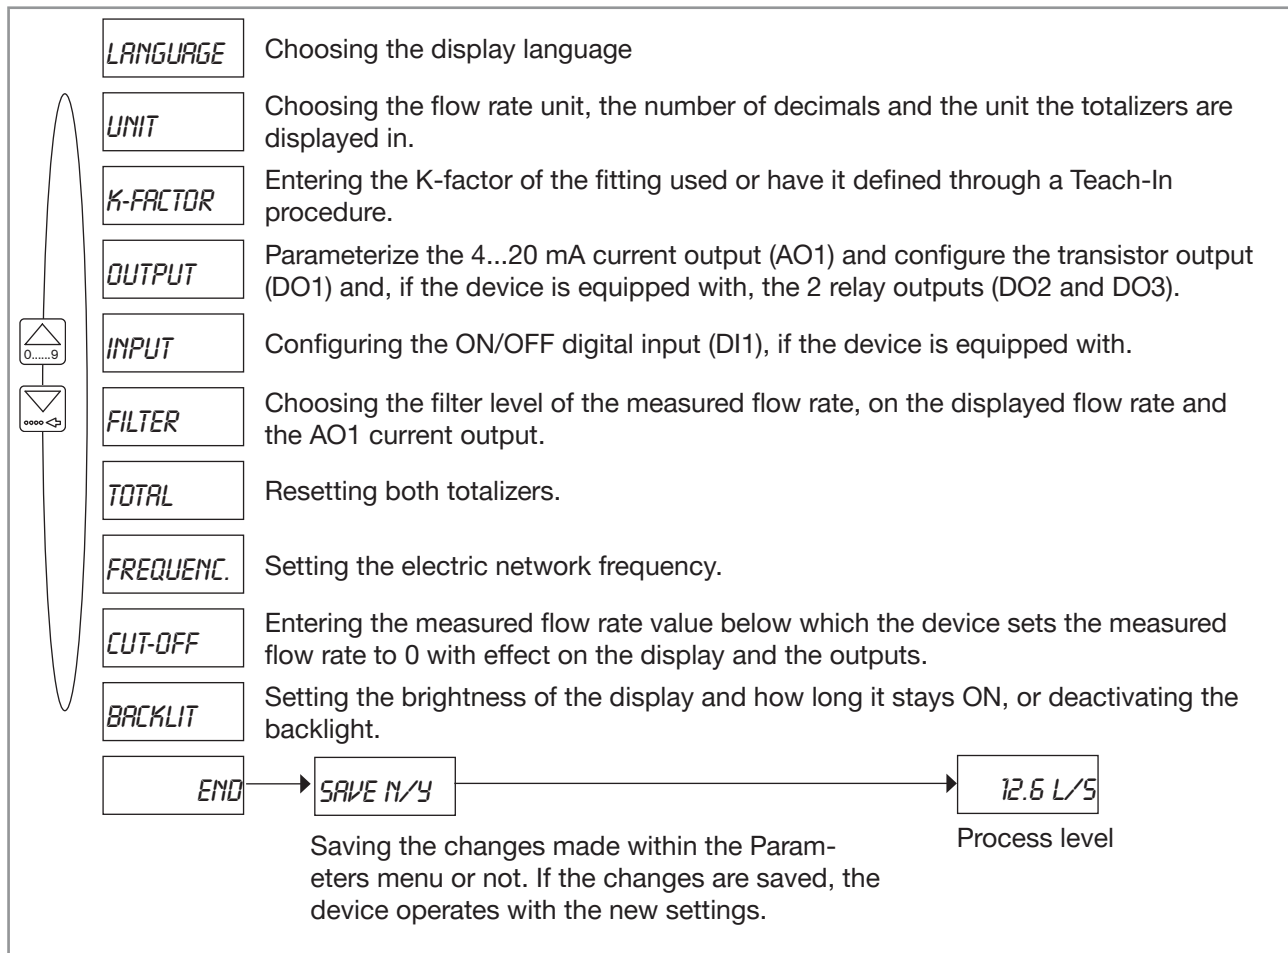 LANGUAGE Choosing the display language
UNIT Choosing the flow rate unit, the number of decimals and the unit the totalizers are
displayed in.
K-FACTOR Entering the K-factor of the fitting used or have it defined through a Teach-In
procedure.
OUTPUT Parameterize the 4...20 mA current output (AO1) and configure the transistor output
(DO1) and, if the device is equipped with, the 2 relay outputs (DO2 and DO3).
0......9
INPUT Configuring the ON/OFF digital input (DI1), if the device is equipped with.
FILTER Choosing the filter level of the measured flow rate, on the displayed flow rate and
the AO1 current output.
TOTAL Resetting both totalizers.
FREQUENC. Setting the electric network frequency.
CUT-OFF Entering the measured flow rate value below which the device sets the measured
flow rate to 0 with effect on the display and the outputs.
BACKLIT Setting the brightness of the display and how long it stays ON, or deactivating the
backlight.
END SAVE N/Y 12.6 L/S
Process level
Saving the changes made within the Param-
eters menu or not. If the changes are saved, the
device operates with the new settings.